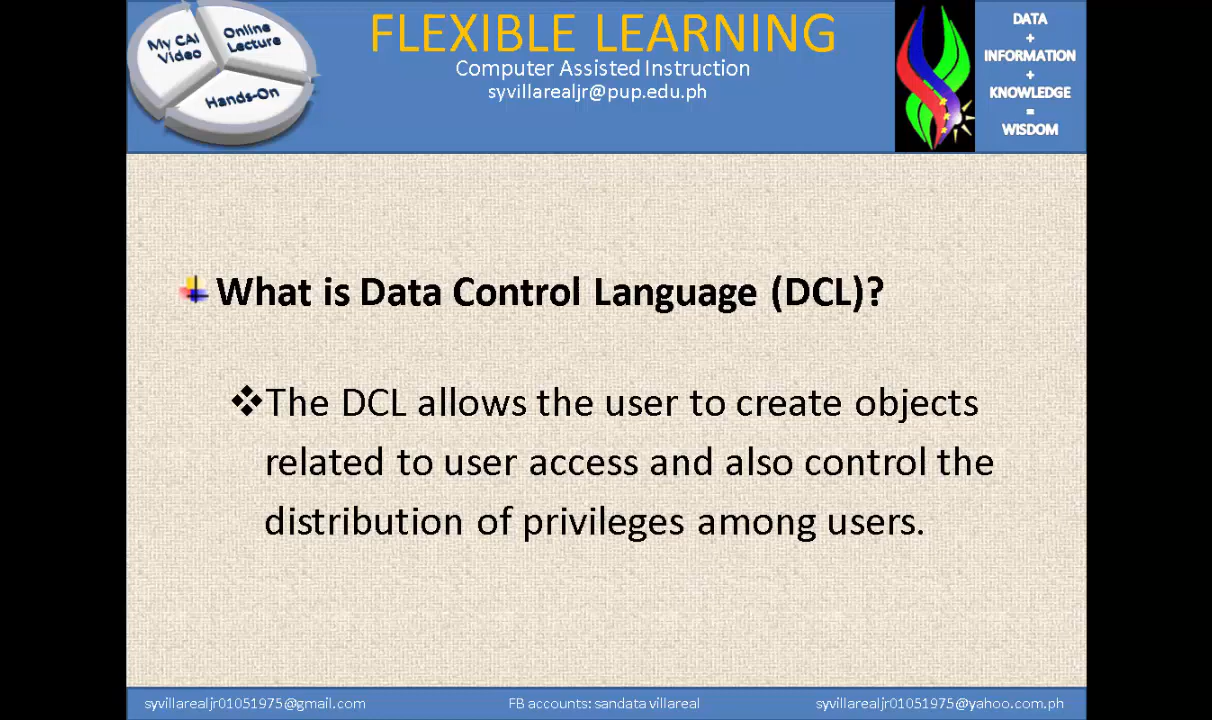 My CAI
Video
Online
Lecture
Hands-On
FLEXIBLE LEARNING
Computer Assisted Instruction
syvillarealjr@pup.edu.ph
DATA
+
INFORMATION
+
KNOWLEDGE
=
WISDOM
What is Data Control Language (DCL)?
The DCL allows the user to create objects
related to user access and also control the
distribution of privileges among users.
syvillarealjr01051975@gmail.com
FB accounts: sandata villareal
syvillarealjr01051975@yahoo.com.ph